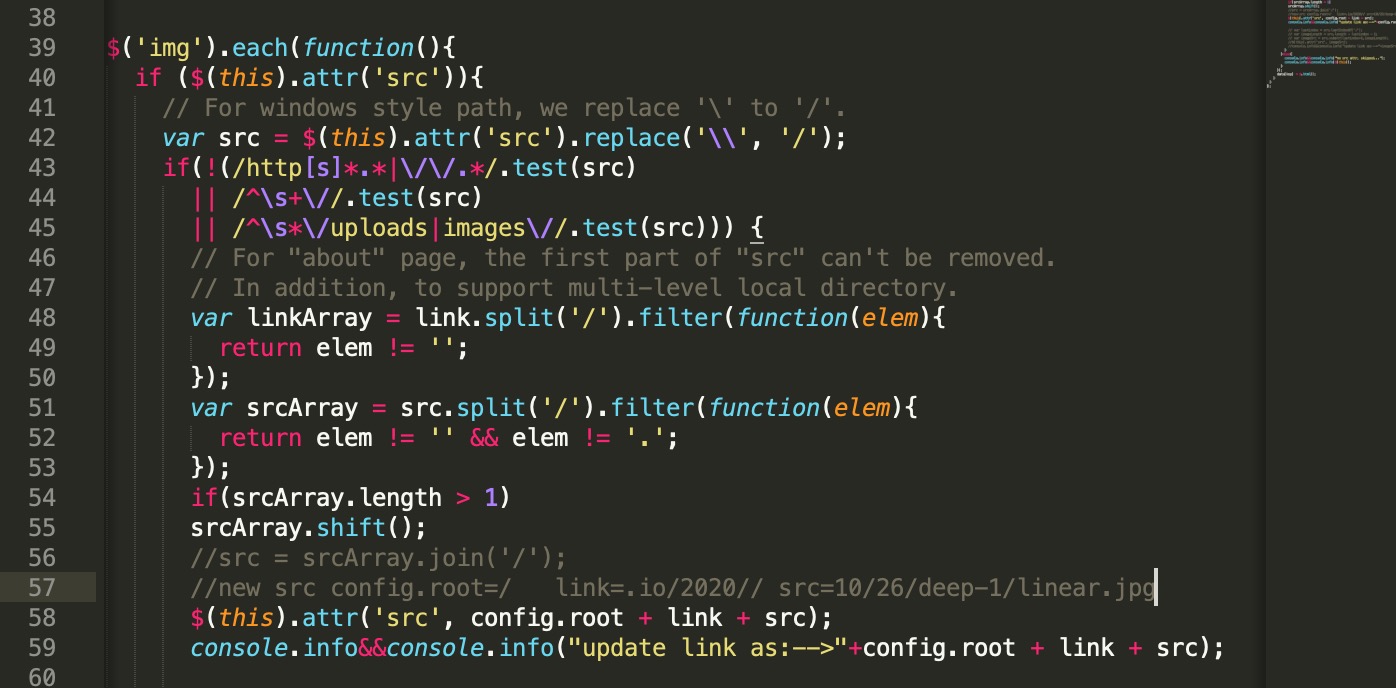 38
39 $('img').each(function(){
40 if ($(this).attr('src')){
41 // For windows style path, we replace '\' to '/'.
42 var src = $(this).attr('src').replace('\\', '/');
43 if(!(/http[s]*.*|\/\/.*/.test(src)
44 || /^\s+\//.test(src)
45 || /^\s*\/uploads|images\//.test(src))) {
46 // For "about" page, the first part of "src" can't be removed.
47 // In addition, to support multi-level local directory.
48 var linkArray = link.split('/').filter(function(elem){
49 return elem != '';
50 });
51 var srcArray = src.split('/').filter(function(elem){
52 return elem != '' && elem != '.';
53 });
54 if(srcArray.length > 1)
55 srcArray.shift();
56 //src = srcArray.join('/');
57 //new src config.root=/   link=.io/2020// src=10/26/deep-1/linear.jpg
58 $(this).attr('src', config.root + link + src);
59 console.info&&console.info("update link as:-->"+config.root + link + src);
60